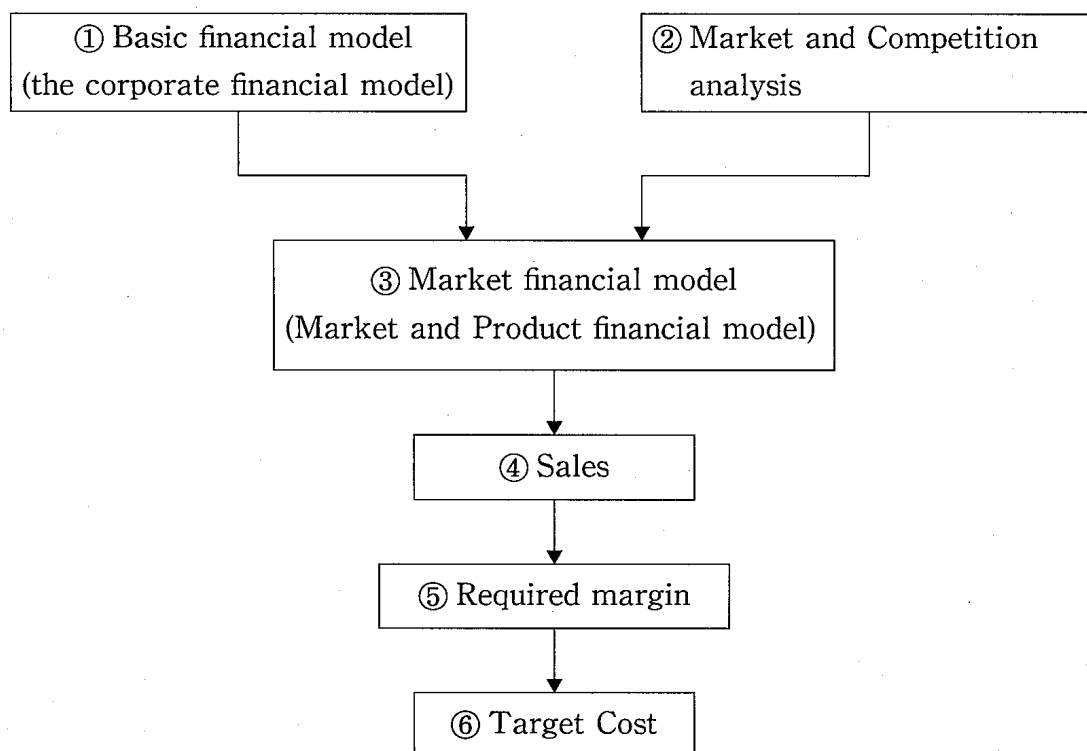 ① Basic financial model
(the corporate financial model)
② Market and Competition
analysis
③ Market financial model
(Market and Product financial model)
④ Sales
⑤ Required margin
⑥ Target Cost